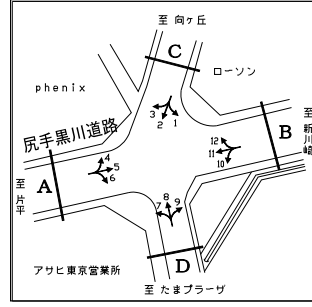 至 向ヶ丘
C
ローソン
phenix
3
2
1
尻手黒川道路
至 新川崎
B
12
11
10
4
5
6
A
至 片平
7
8
9
D
アサヒ東京営業所
至 たまプラーザ